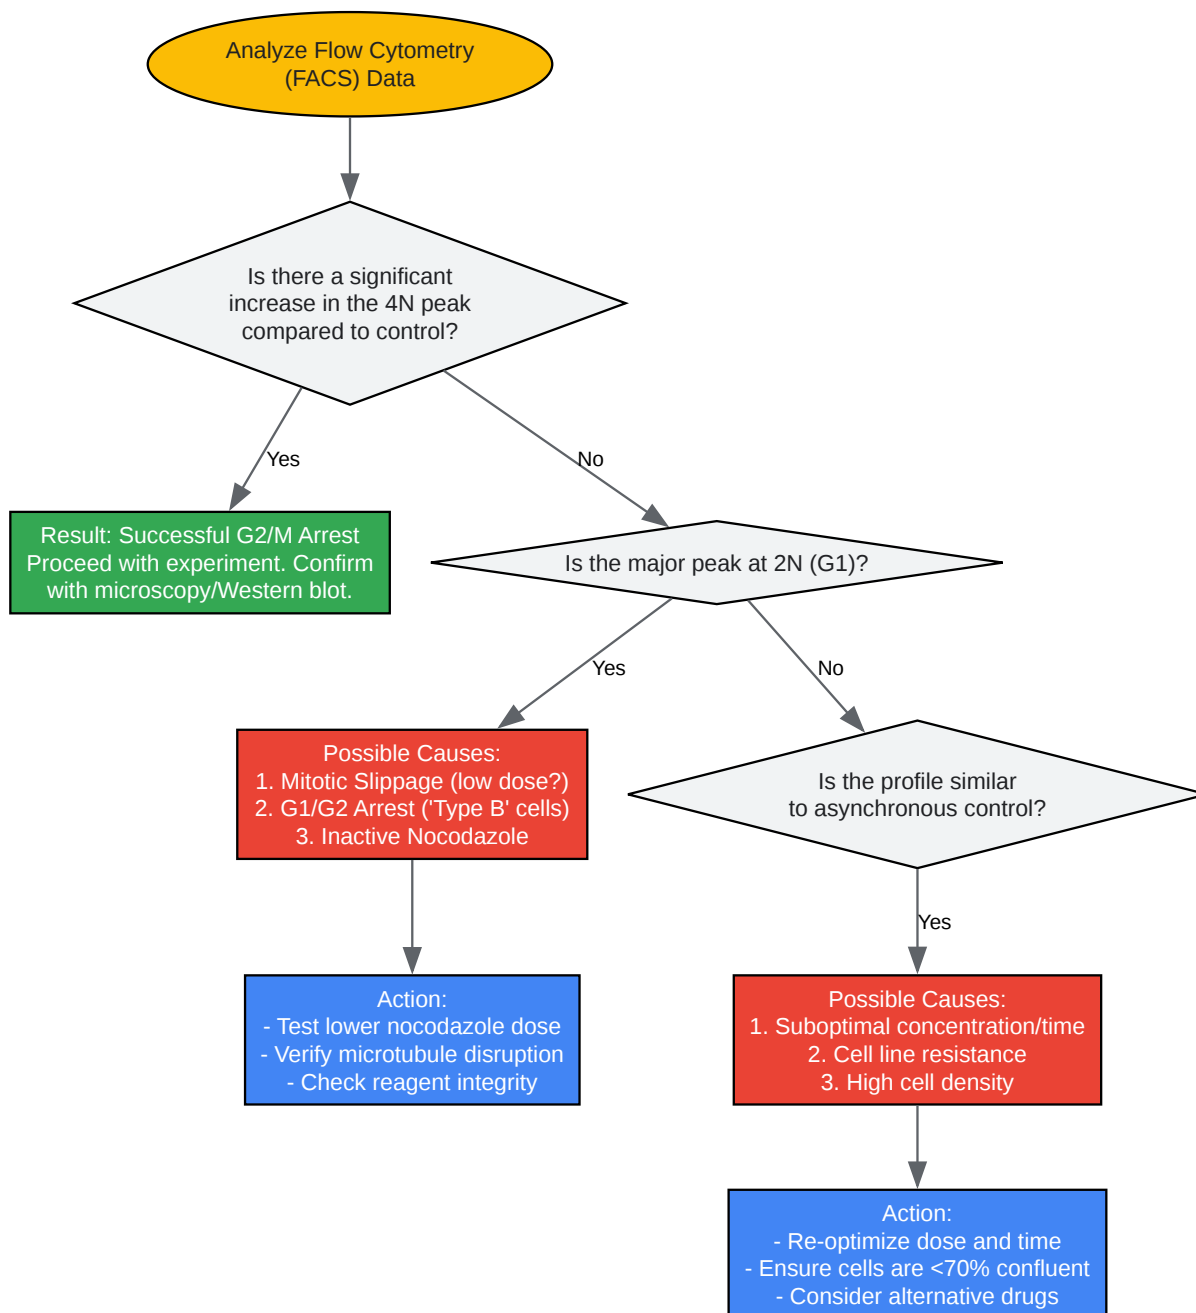 Analyze Flow Cytometry
(FACS) Data
Is there a significant
increase in the 4N peak
compared to control?
Yes
No
Result: Successful G2/M Arrest
Proceed with experiment. Confirm
with microscopy/Western blot.
Is the major peak at 2N (G1)?
Yes
No
Possible Causes:
1. Mitotic Slippage (low dose?)
2. G1/G2 Arrest ('Type B' cells)
3. Inactive Nocodazole
Is the profile similar
to asynchronous control?
Yes
Action:
- Test lower nocodazole dose
- Verify microtubule disruption
- Check reagent integrity
Possible Causes:
1. Suboptimal concentration/time
2. Cell line resistance
3. High cell density
Action:
- Re-optimize dose and time
- Ensure cells are <70% confluent
- Consider alternative drugs